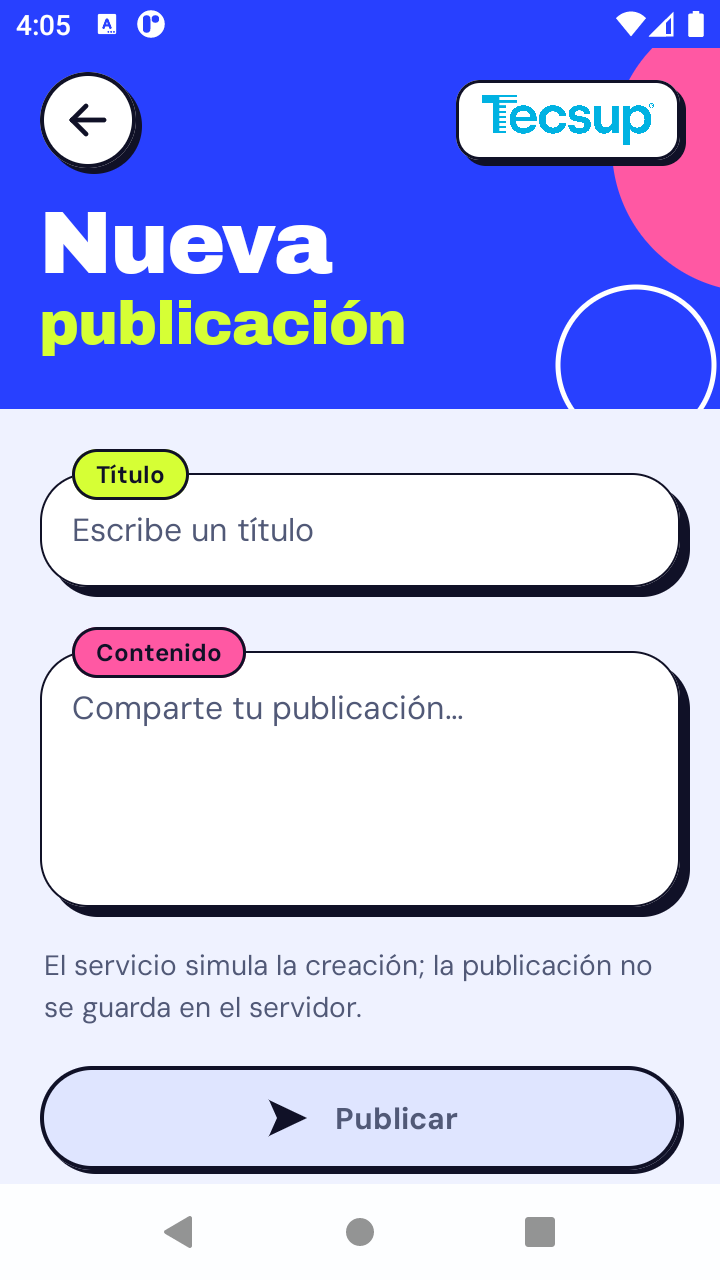 4:05
Tecsup
Nueva
publicación
Título
Escribe un título
Contenido
Comparte tu publicación...
El servicio simula la creación; la publicación no
se guarda en el servidor.
Publicar